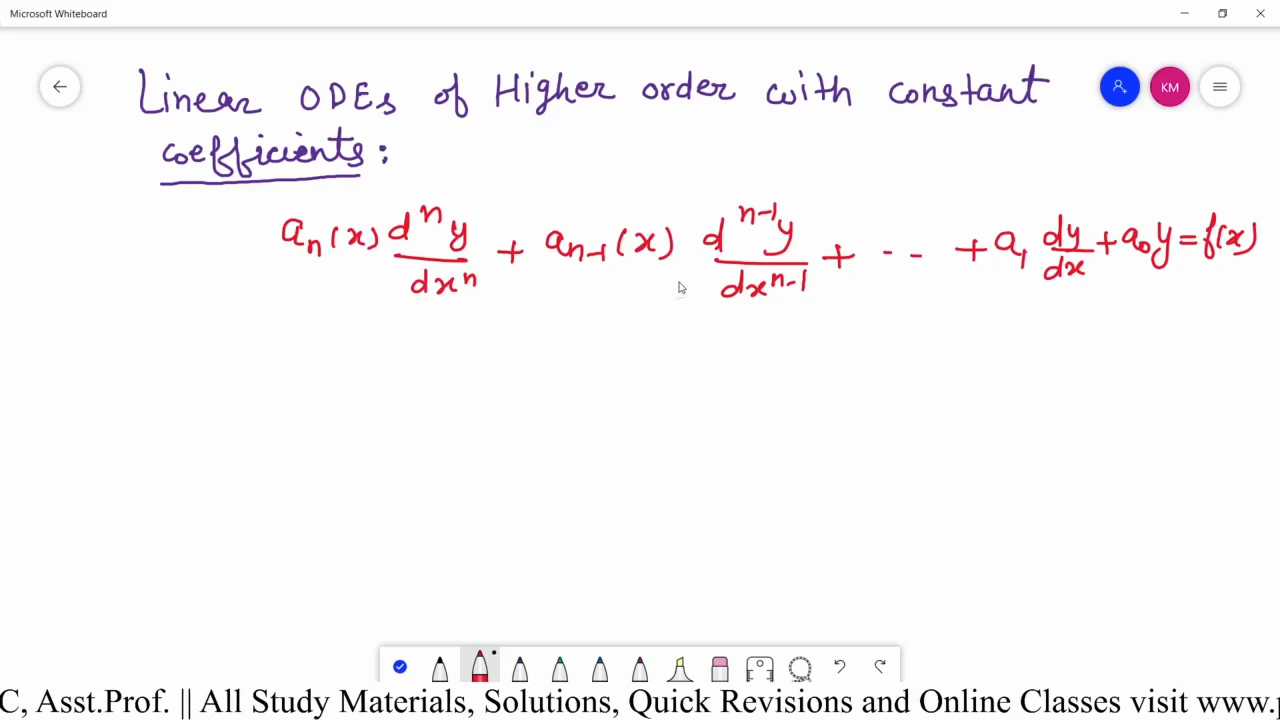 Microsoft Whiteboard
Linear ODEs of Higher order with constant
KM
coefficients:
aₙ(x) dⁿy/dxⁿ + aₙ₋₁(x) dⁿ⁻¹y/dxⁿ⁻¹ + .. + a₁ dy/dx + a₀y = f(x)
C, Asst.Prof. || All Study Materials, Solutions, Quick Revisions and Online Classes visit www.